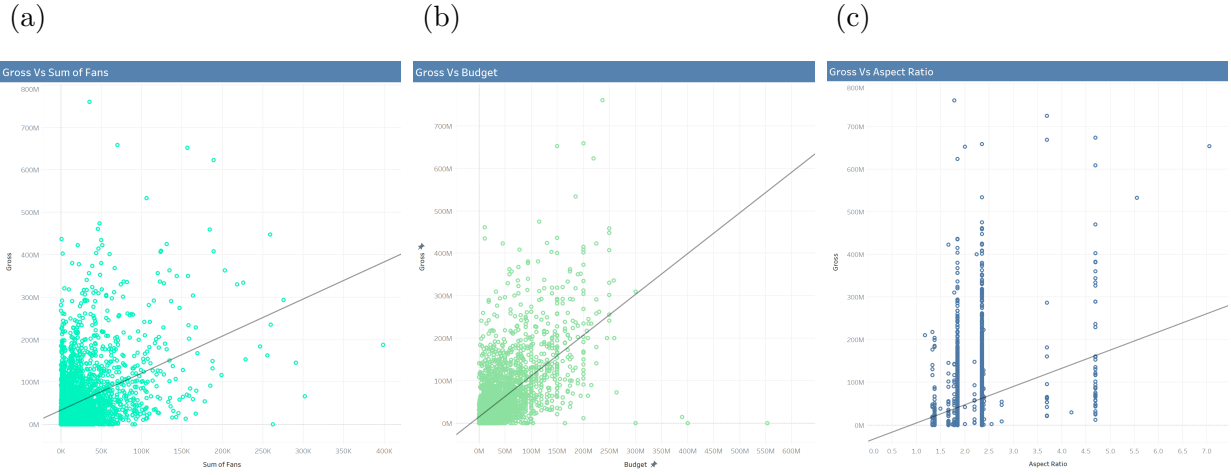 (a)
Gross Vs Sum of Fans
800M
700M
600M
500M
400M
300M
200M
100M
0M
Gross
0K 50K 100K 150K 200K 250K 300K 350K 400K
Sum of Fans
(b)
Gross Vs Budget
700M
600M
500M
400M
300M
200M
100M
0M
Gross
0M 50M 100M 150M 200M 250M 300M 350M 400M 450M 500M 550M 600M
Budget
(c)
Gross Vs Aspect Ratio
800M
700M
600M
500M
400M
300M
200M
100M
0M
Gross
0.0 0.5 1.0 1.5 2.0 2.5 3.0 3.5 4.0 4.5 5.0 5.5 6.0 6.5 7.0
Aspect Ratio